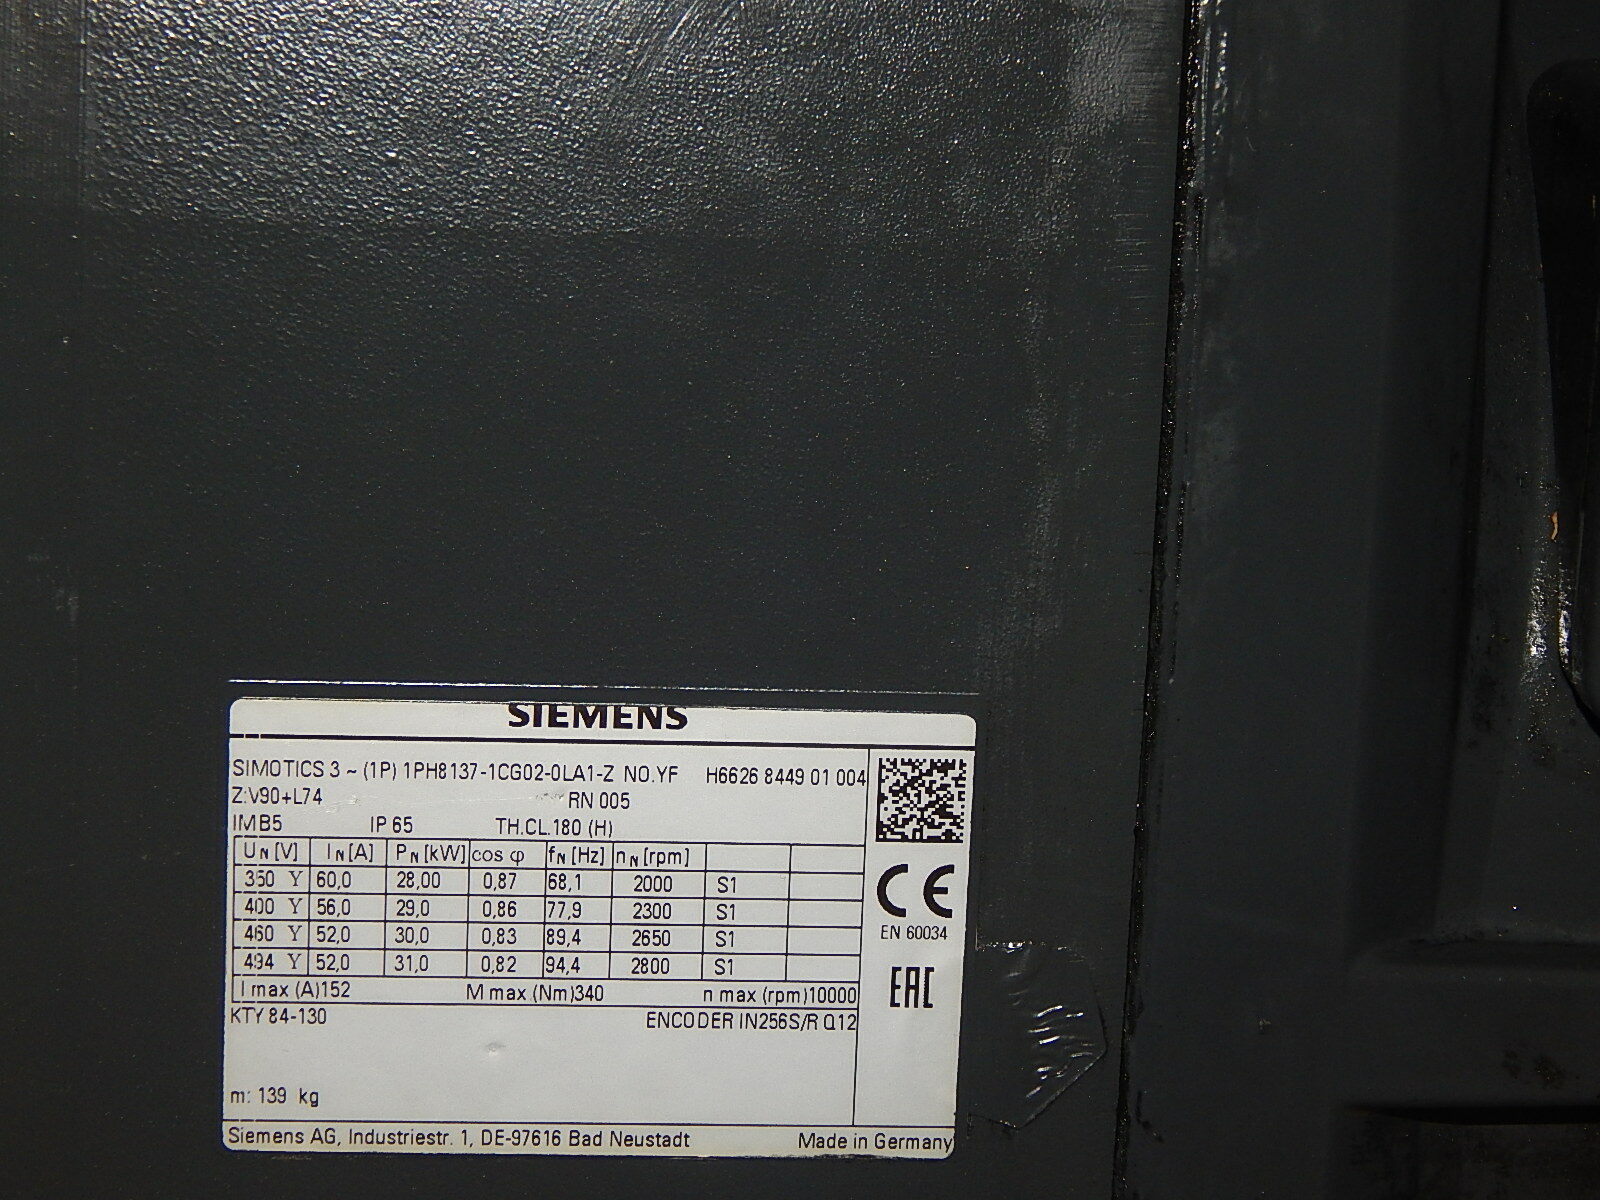 SIEMENS
SIMOTICS 3 ~ (1P) 1PH8137-1CG02-0LA1-Z NO.YF H6626 8449 01 004
Z:V90+L74 RN 005
IMB5 IP 65 TH.CL.180 (H)
UN [V] IN [A] PN [kW] cos φ fN [Hz] nN [rpm]
350 Y 60,0 28,00 0,87 68,1 2000 S1
400 Y 56,0 29,0 0,86 77,9 2300 S1
460 Y 52,0 30,0 0,83 89,4 2650 S1
494 Y 52,0 31,0 0,82 94,4 2800 S1
I max (A)152 M max (Nm)340 n max (rpm)10000
KTY 84-130 ENCODER IN256S/R Q12
m: 139 kg
Siemens AG, Industriestr. 1, DE-97616 Bad Neustadt Made in Germany
CE
EN 60034
EAC